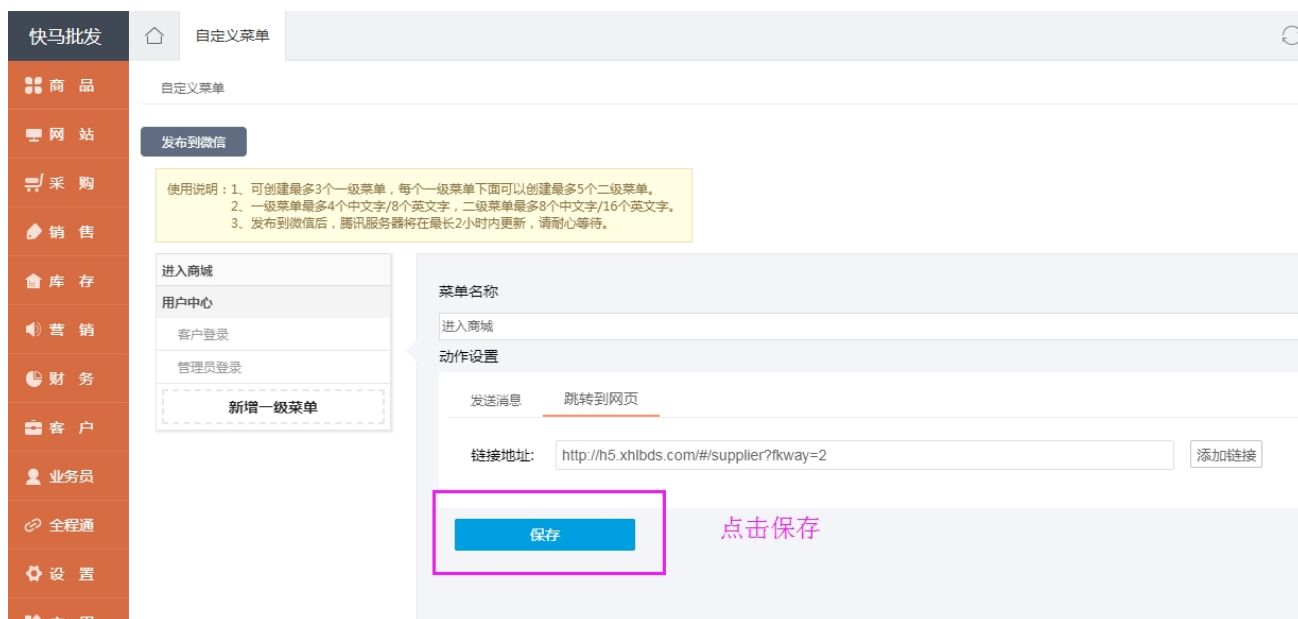 快马批发
自定义菜单
商 品
自定义菜单
网 站
发布到微信
采 购
使用说明：1、可创建最多3个一级菜单，每个一级菜单下面可以创建最多5个二级菜单。
2、一级菜单最多4个中文字/8个英文字，二级菜单最多8个中文字/16个英文字。
3、发布到微信后，腾讯服务器将在最长2小时内更新，请耐心等待。
销 售
库 存
营 销
财 务
客 户
业务员
全程通
设 置
进入商城
用户中心
客户登录
管理员登录
新增一级菜单
菜单名称
进入商城
动作设置
发送消息 跳转到网页
链接地址: http://h5.xhlbds.com/#/supplier?fkway=2 添加链接
保存
点击保存